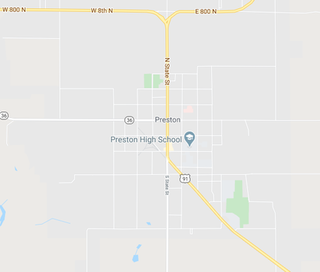 W 800 N
W 8th N
E 800 N
N State St
36
36
Preston
Preston High School
91
S State St